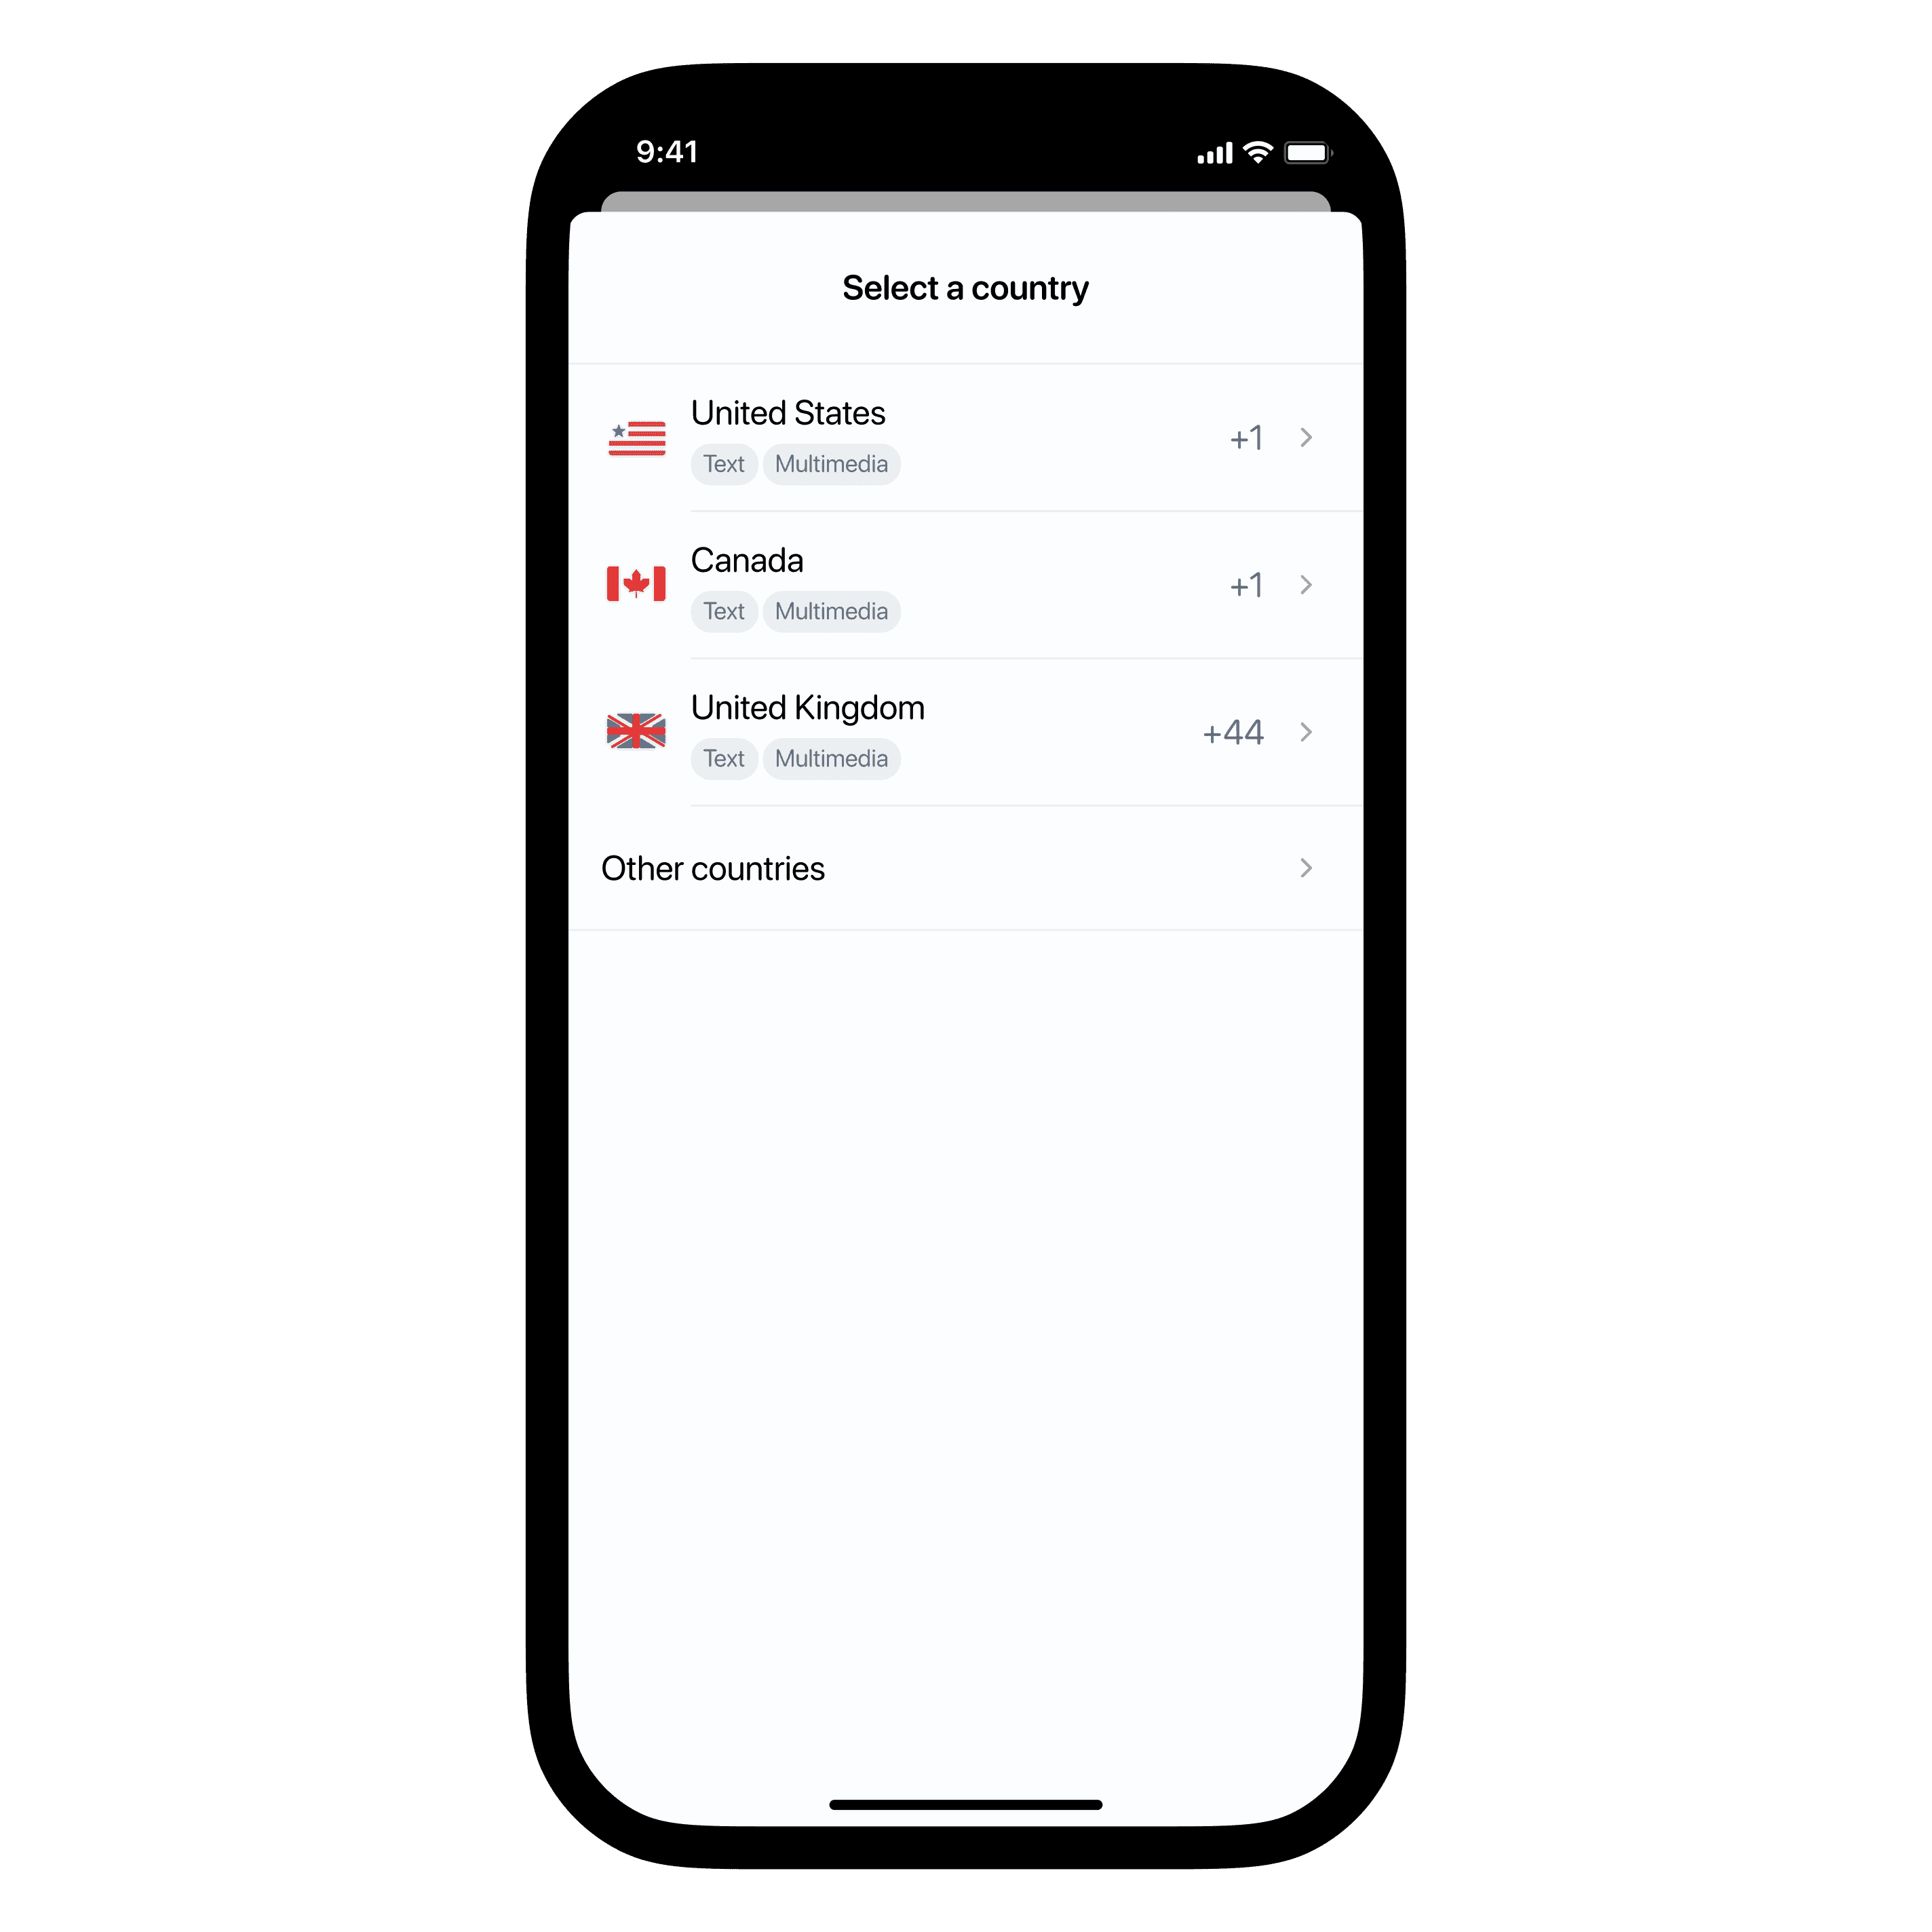 9:41
Select a country
United States
Text Multimedia
+1
Canada
Text Multimedia
+1
United Kingdom
Text Multimedia
+44
Other countries